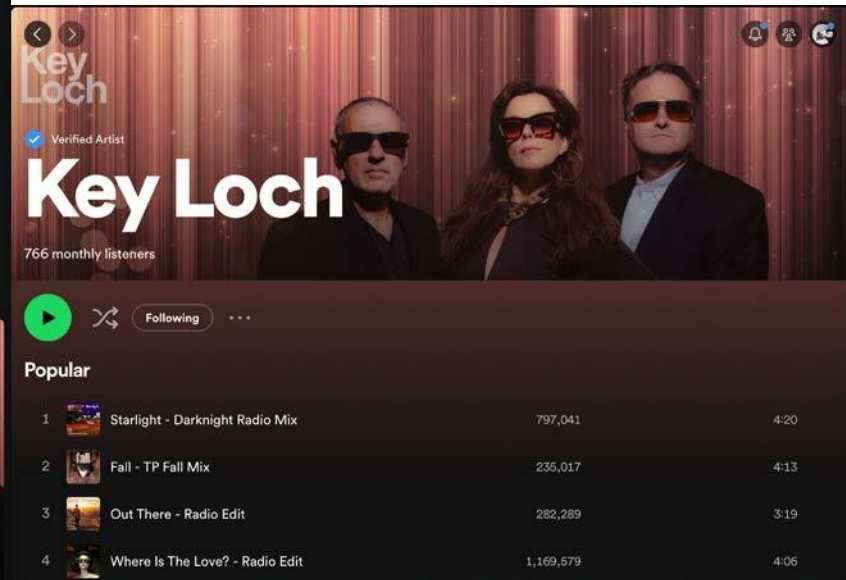 Key
Loch
Verified Artist
Key Loch
766 monthly listeners
Following
Popular
1 Starlight - Darknight Radio Mix 797,041 4:20
2 Fall - TP Fall Mix 235,017 4:13
3 Out There - Radio Edit 282,289 3:19
4 Where Is The Love? - Radio Edit 1,169,579 4:06